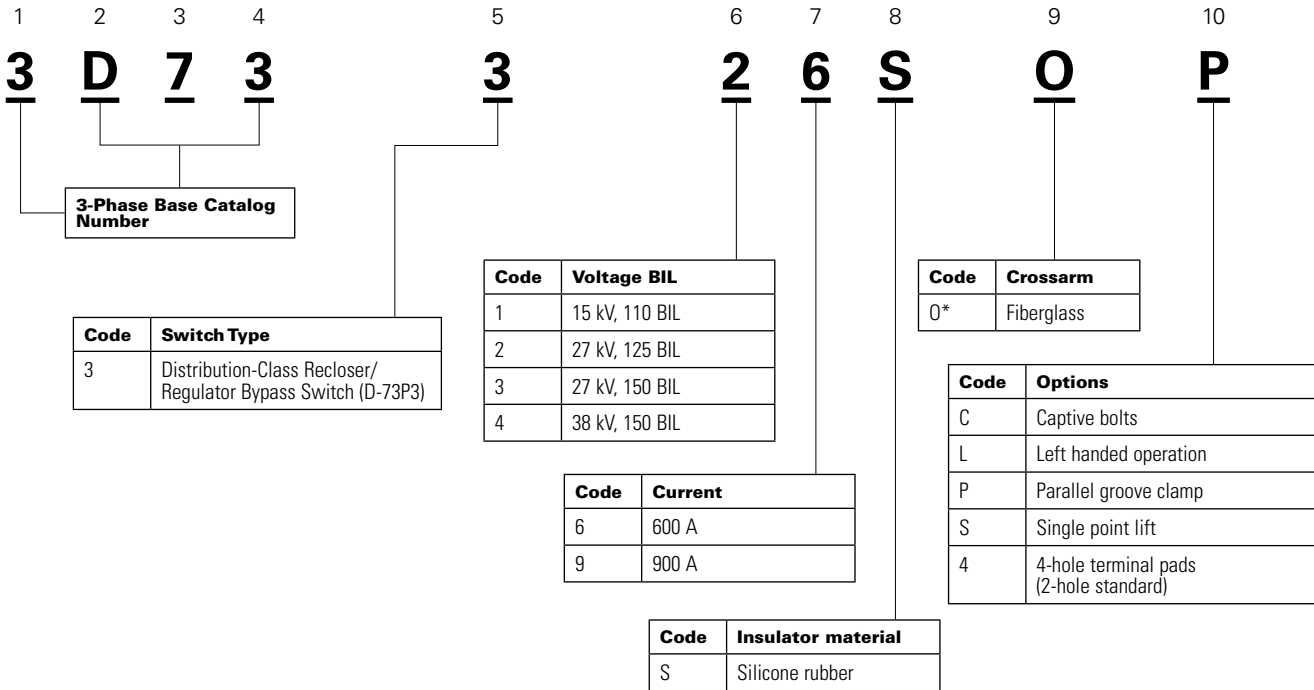 1 2 3 4 5 6 7 8 9 10
3 D 7 3 3 2 6 S O P
3-Phase Base Catalog
Number
Code Switch Type
3 Distribution-Class Recloser/
Regulator Bypass Switch (D-73P3)
Code Voltage BIL
1 15 kV, 110 BIL
2 27 kV, 125 BIL
3 27 kV, 150 BIL
4 38 kV, 150 BIL
Code Current
6 600 A
9 900 A
Code Insulator material
S Silicone rubber
Code Crossarm
O* Fiberglass
Code Options
C Captive bolts
L Left handed operation
P Parallel groove clamp
S Single point lift
4 4-hole terminal pads
(2-hole standard)